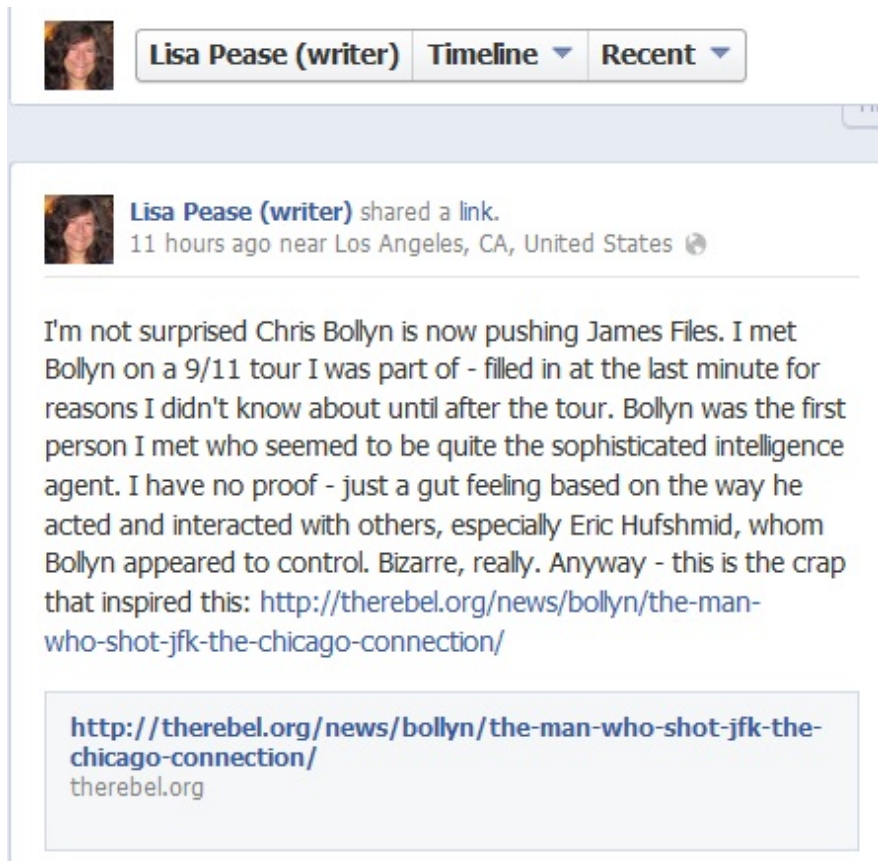 Lisa Pease (writer) Timeline Recent
Lisa Pease (writer) shared a link.
11 hours ago near Los Angeles, CA, United States
I'm not surprised Chris Bollyn is now pushing James Files. I met
Bollyn on a 9/11 tour I was part of - filled in at the last minute for
reasons I didn't know about until after the tour. Bollyn was the first
person I met who seemed to be quite the sophisticated intelligence
agent. I have no proof - just a gut feeling based on the way he
acted and interacted with others, especially Eric Hufshmid, whom
Bollyn appeared to control. Bizarre, really. Anyway - this is the crap
that inspired this: http://therebel.org/news/bollyn/the-man-
who-shot-jfk-the-chicago-connection/
http://therebel.org/news/bollyn/the-man-who-shot-jfk-the-
chicago-connection/
therebel.org